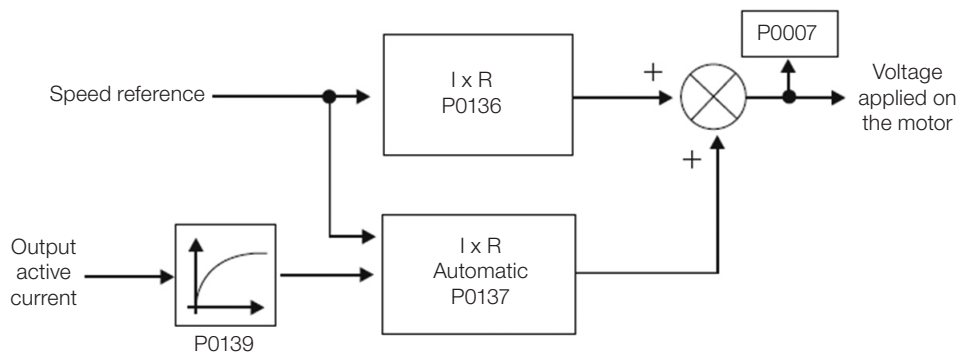 P0007
Speed reference
I x R
P0136
+
Voltage
applied on
the motor
+
Output
active
current
I x R
Automatic
P0137
P0139